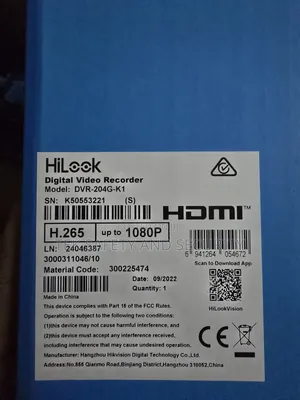 HiLook
Digital Video Recorder
Model: DVR-204G-K1
SN: K50553221 (S)
HDMI
H.265 up to 1080P
LN: 24046387
3000311046/10
09/2022
Material Code: 300225474 Quantity: 1
Made in China
6 941264 054672
Scan to Download App
HiLookVision
This device complies with Part 15 of the FCC Rules.
Operation is subject to the following two conditions:
(1)this device may not cause harmful interference, and
(2)this device must accept any interference received,
including interference that may cause undesired operation.
Manufacturer: Hangzhou Hikvision Digital Technology Co.,Ltd.
Address:No.555 Qianmo Road,Binjiang District,Hangzhou 310052,China
CE